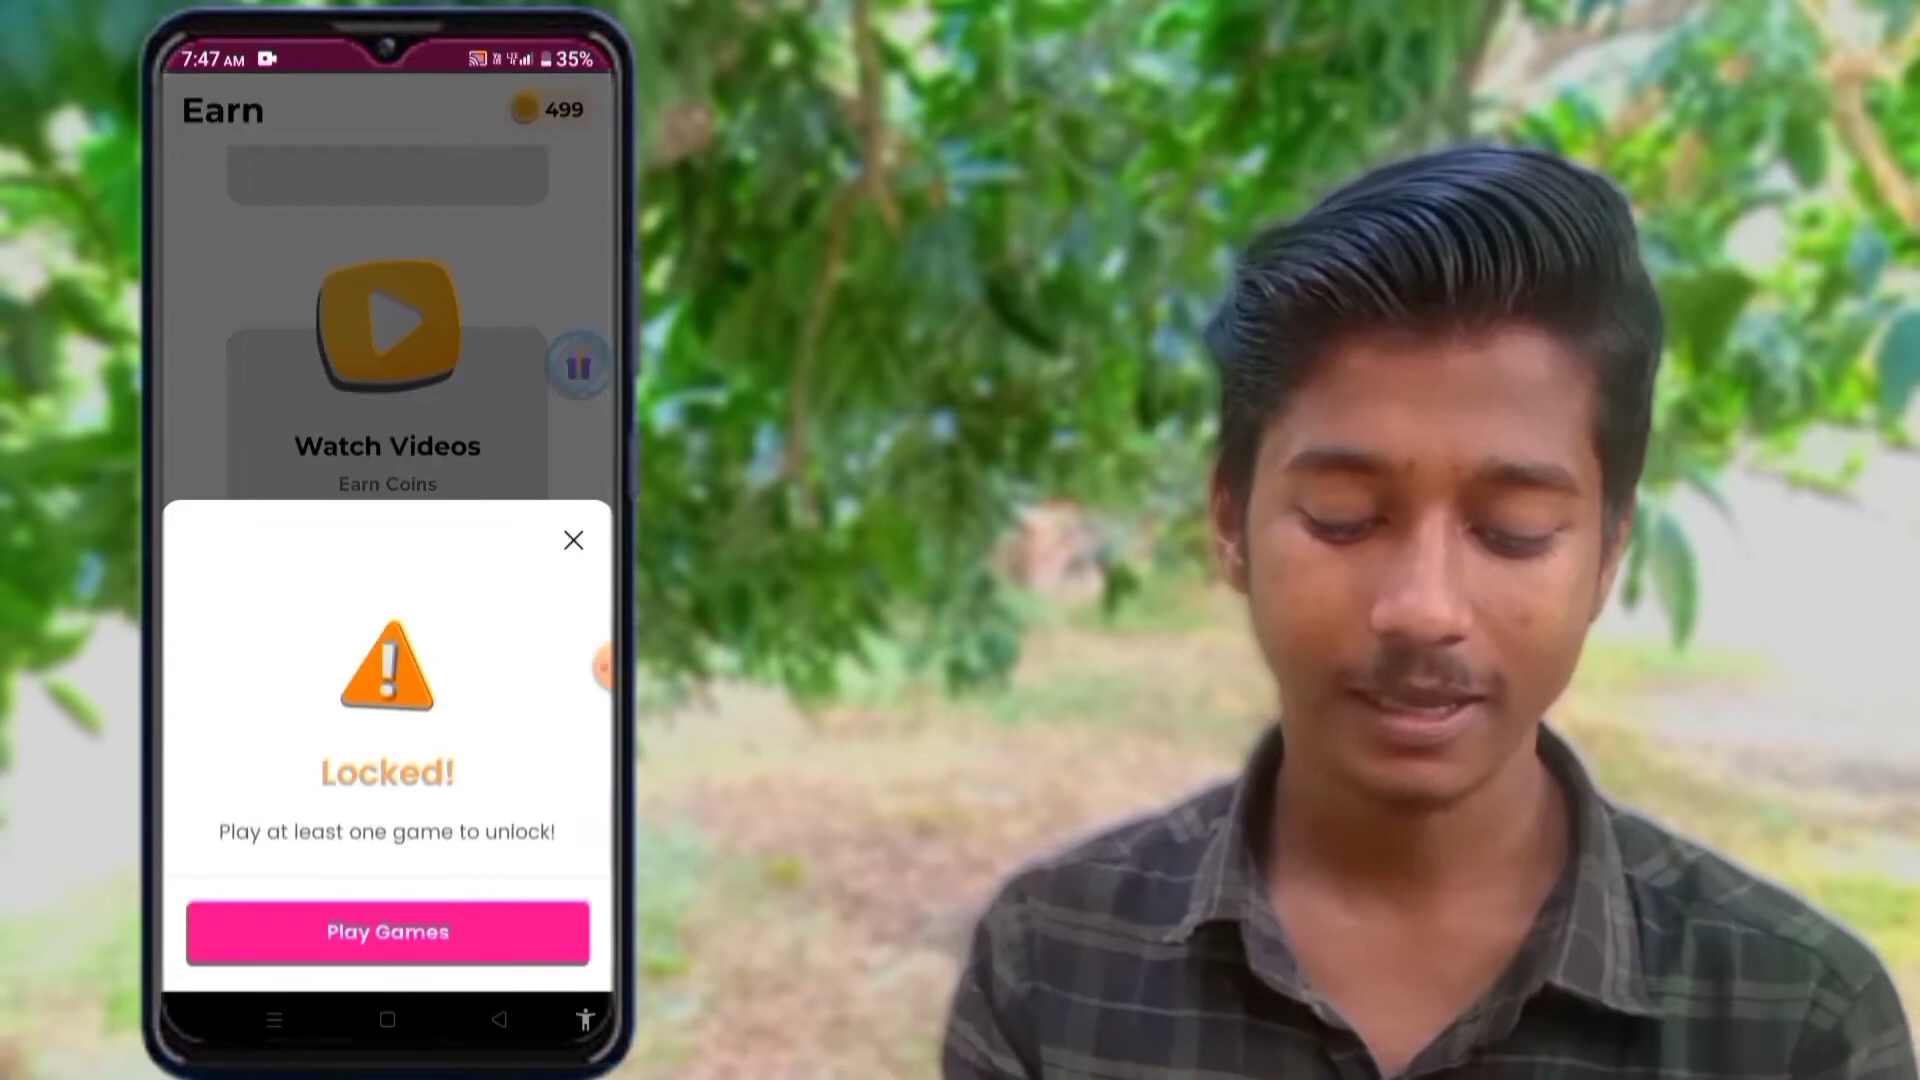 7:47 AM 35%
Earn 499
Watch Videos
Earn Coins
Locked!
Play at least one game to unlock!
Play Games